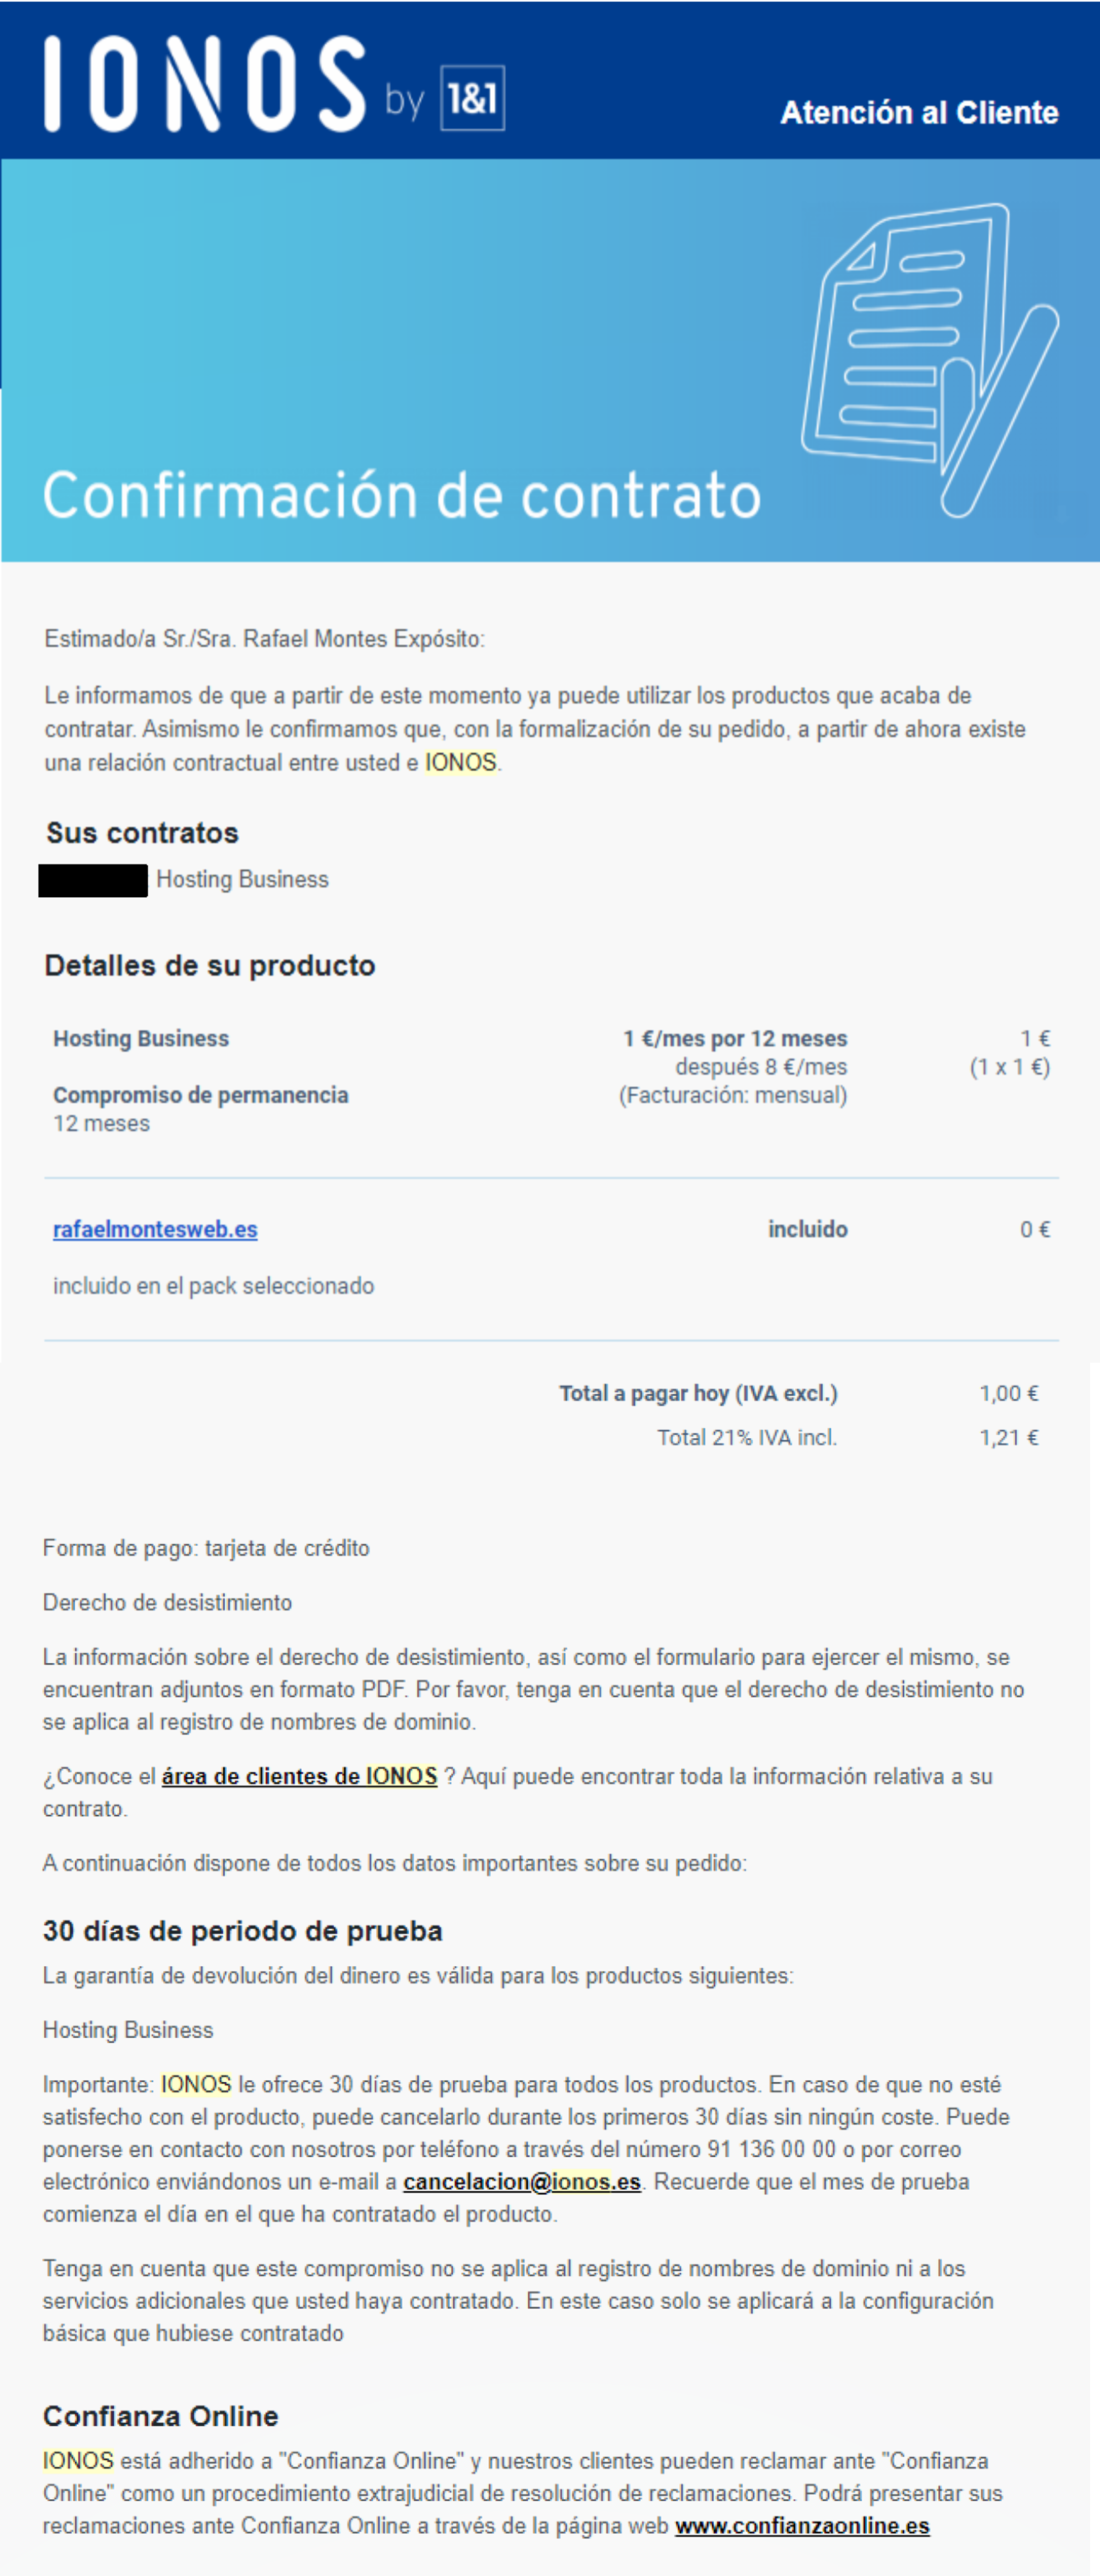 IONOS by 1&1
Atención al Cliente
Confirmación de contrato
Estimado/a Sr./Sra. Rafael Montes Expósito:
Le informamos de que a partir de este momento ya puede utilizar los productos que acaba de
contratar. Asimismo le confirmamos que, con la formalización de su pedido, a partir de ahora existe
una relación contractual entre usted e IONOS.
Sus contratos
Hosting Business
Detalles de su producto
Hosting Business 1 €/mes por 12 meses 1 €
después 8 €/mes (1 x 1 €)
Compromiso de permanencia (Facturación: mensual)
12 meses
rafaelmontesweb.es incluido 0 €
incluido en el pack seleccionado
Total a pagar hoy (IVA excl.) 1,00 €
Total 21% IVA incl. 1,21 €
Forma de pago: tarjeta de crédito
Derecho de desistimiento
La información sobre el derecho de desistimiento, así como el formulario para ejercer el mismo, se
encuentran adjuntos en formato PDF. Por favor, tenga en cuenta que el derecho de desistimiento no
se aplica al registro de nombres de dominio.
¿Conoce el área de clientes de IONOS ? Aquí puede encontrar toda la información relativa a su
contrato.
A continuación dispone de todos los datos importantes sobre su pedido:
30 días de periodo de prueba
La garantía de devolución del dinero es válida para los productos siguientes:
Hosting Business
Importante: IONOS le ofrece 30 días de prueba para todos los productos. En caso de que no esté
satisfecho con el producto, puede cancelarlo durante los primeros 30 días sin ningún coste. Puede
ponerse en contacto con nosotros por teléfono a través del número 91 136 00 00 o por correo
electrónico enviándonos un e-mail a cancelacion@ionos.es. Recuerde que el mes de prueba
comienza el día en el que ha contratado el producto.
Tenga en cuenta que este compromiso no se aplica al registro de nombres de dominio ni a los
servicios adicionales que usted haya contratado. En este caso solo se aplicará a la configuración
básica que hubiese contratado
Confianza Online
IONOS está adherido a "Confianza Online" y nuestros clientes pueden reclamar ante "Confianza
Online" como un procedimiento extrajudicial de resolución de reclamaciones. Podrá presentar sus
reclamaciones ante Confianza Online a través de la página web www.confianzaonline.es